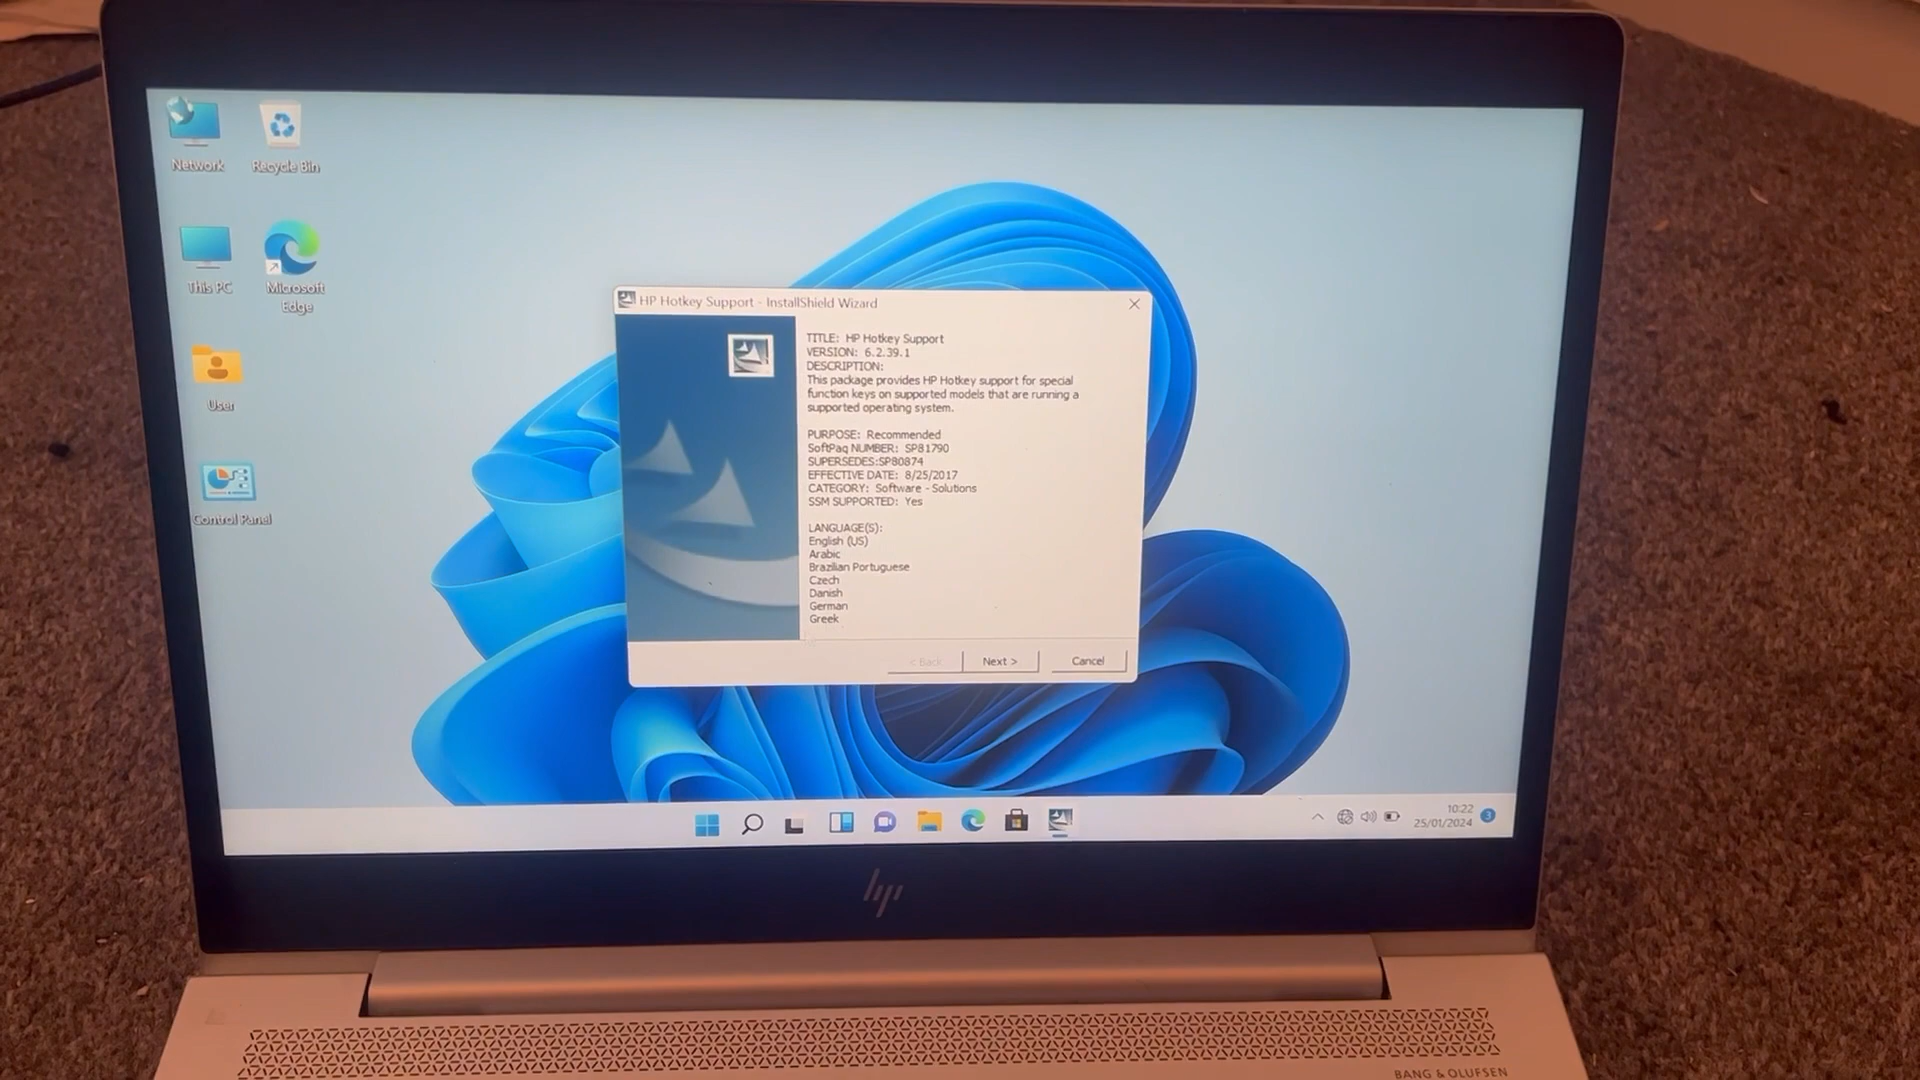 Network
Recycle Bin
This PC
Microsoft
Edge
User
Control Panel
HP Hotkey Support - InstallShield Wizard
TITLE: HP Hotkey Support
VERSION: 6.2.39.1
DESCRIPTION:
This package provides HP Hotkey support for special
function keys on supported models that are running a
supported operating system.
PURPOSE: Recommended
SoftPaq NUMBER: SP81790
SUPERSEDES:SP80874
EFFECTIVE DATE: 8/25/2017
CATEGORY: Software - Solutions
SSM SUPPORTED: Yes
LANGUAGE(S):
English (US)
Arabic
Brazilian Portuguese
Czech
Danish
German
Greek
< Back
Next >
Cancel
10:22
25/01/2024
3
hp
BANG & OLUFSEN